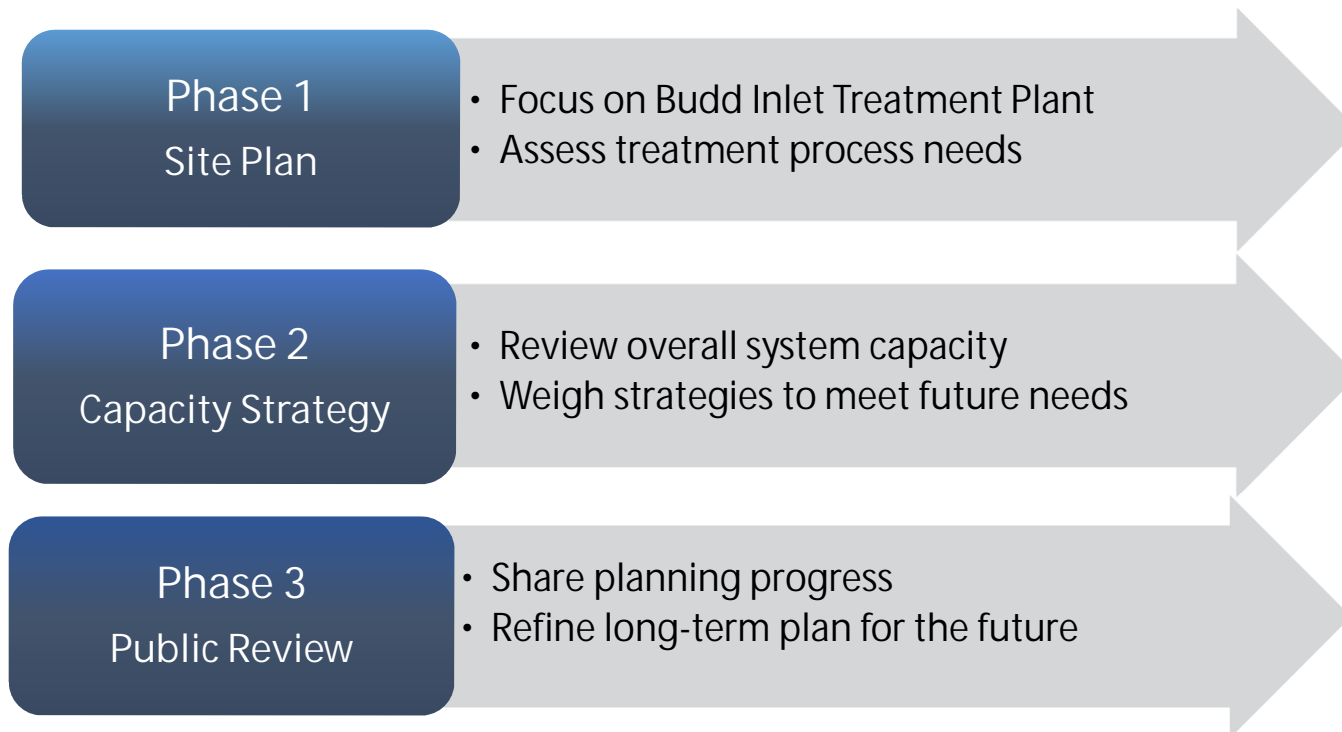 Phase 1
Site Plan
• Focus on Budd Inlet Treatment Plant
• Assess treatment process needs
Phase 2
Capacity Strategy
• Review overall system capacity
• Weigh strategies to meet future needs
Phase 3
Public Review
• Share planning progress
• Refine long-term plan for the future